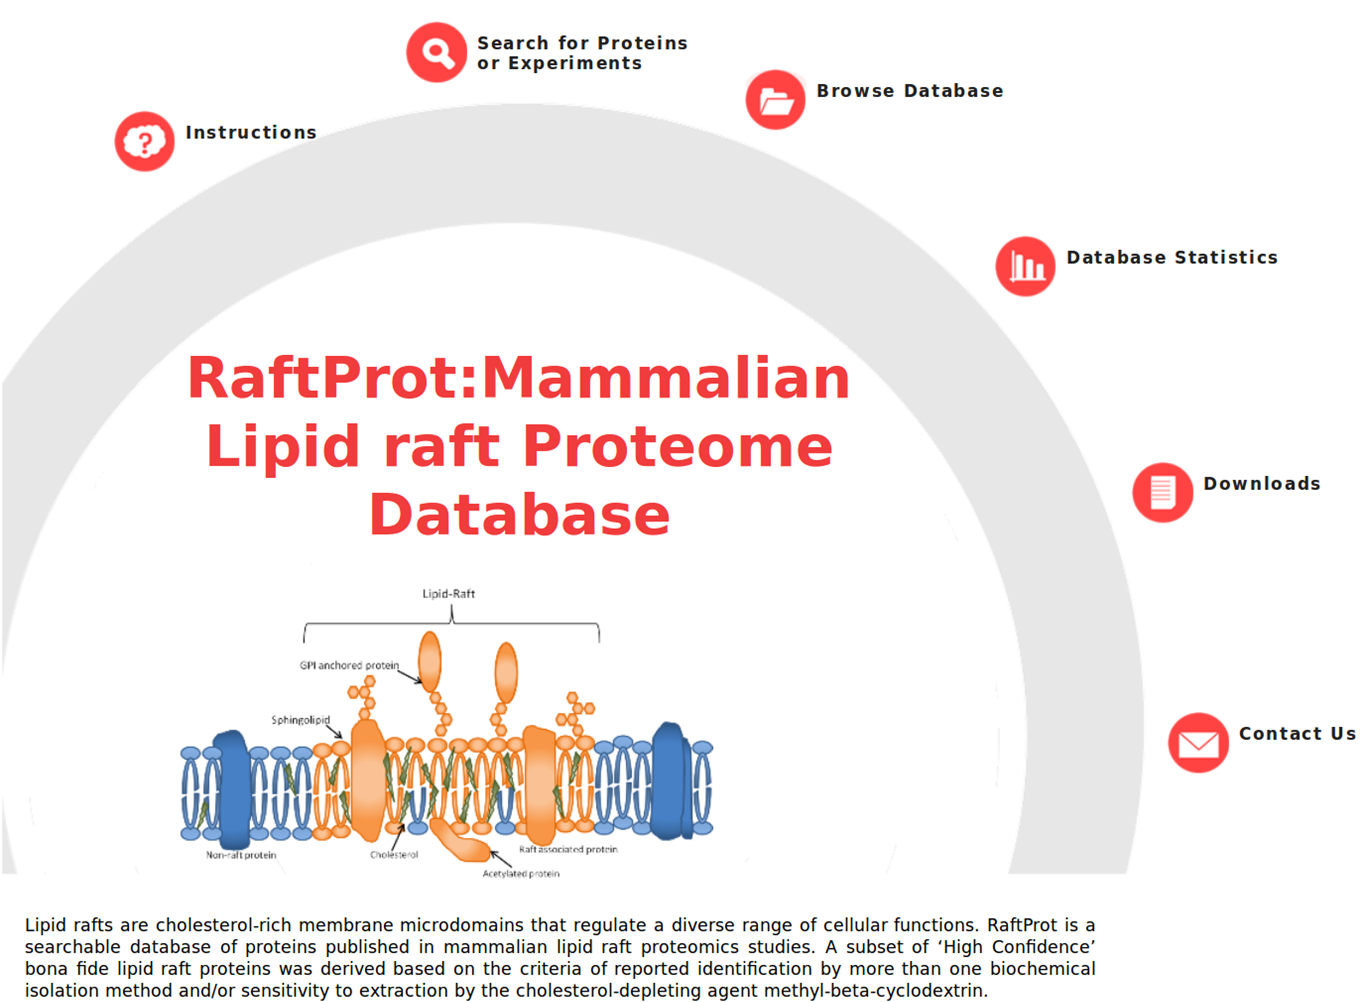 Search for Proteins
or Experiments
Browse Database
Instructions
Database Statistics
RaftProt:Mammalian
Lipid raft Proteome
Database
Downloads
Lipid-Raft
GPI anchored protein
Sphingolipid
Contact Us
Non-raft protein
Cholesterol
Raft associated protein
Acetylated protein
Lipid rafts are cholesterol-rich membrane microdomains that regulate a diverse range of cellular functions. RaftProt is a
searchable database of proteins published in mammalian lipid raft proteomics studies. A subset of ‘High Confidence’
bona fide lipid raft proteins was derived based on the criteria of reported identification by more than one biochemical
isolation method and/or sensitivity to extraction by the cholesterol-depleting agent methyl-beta-cyclodextrin.